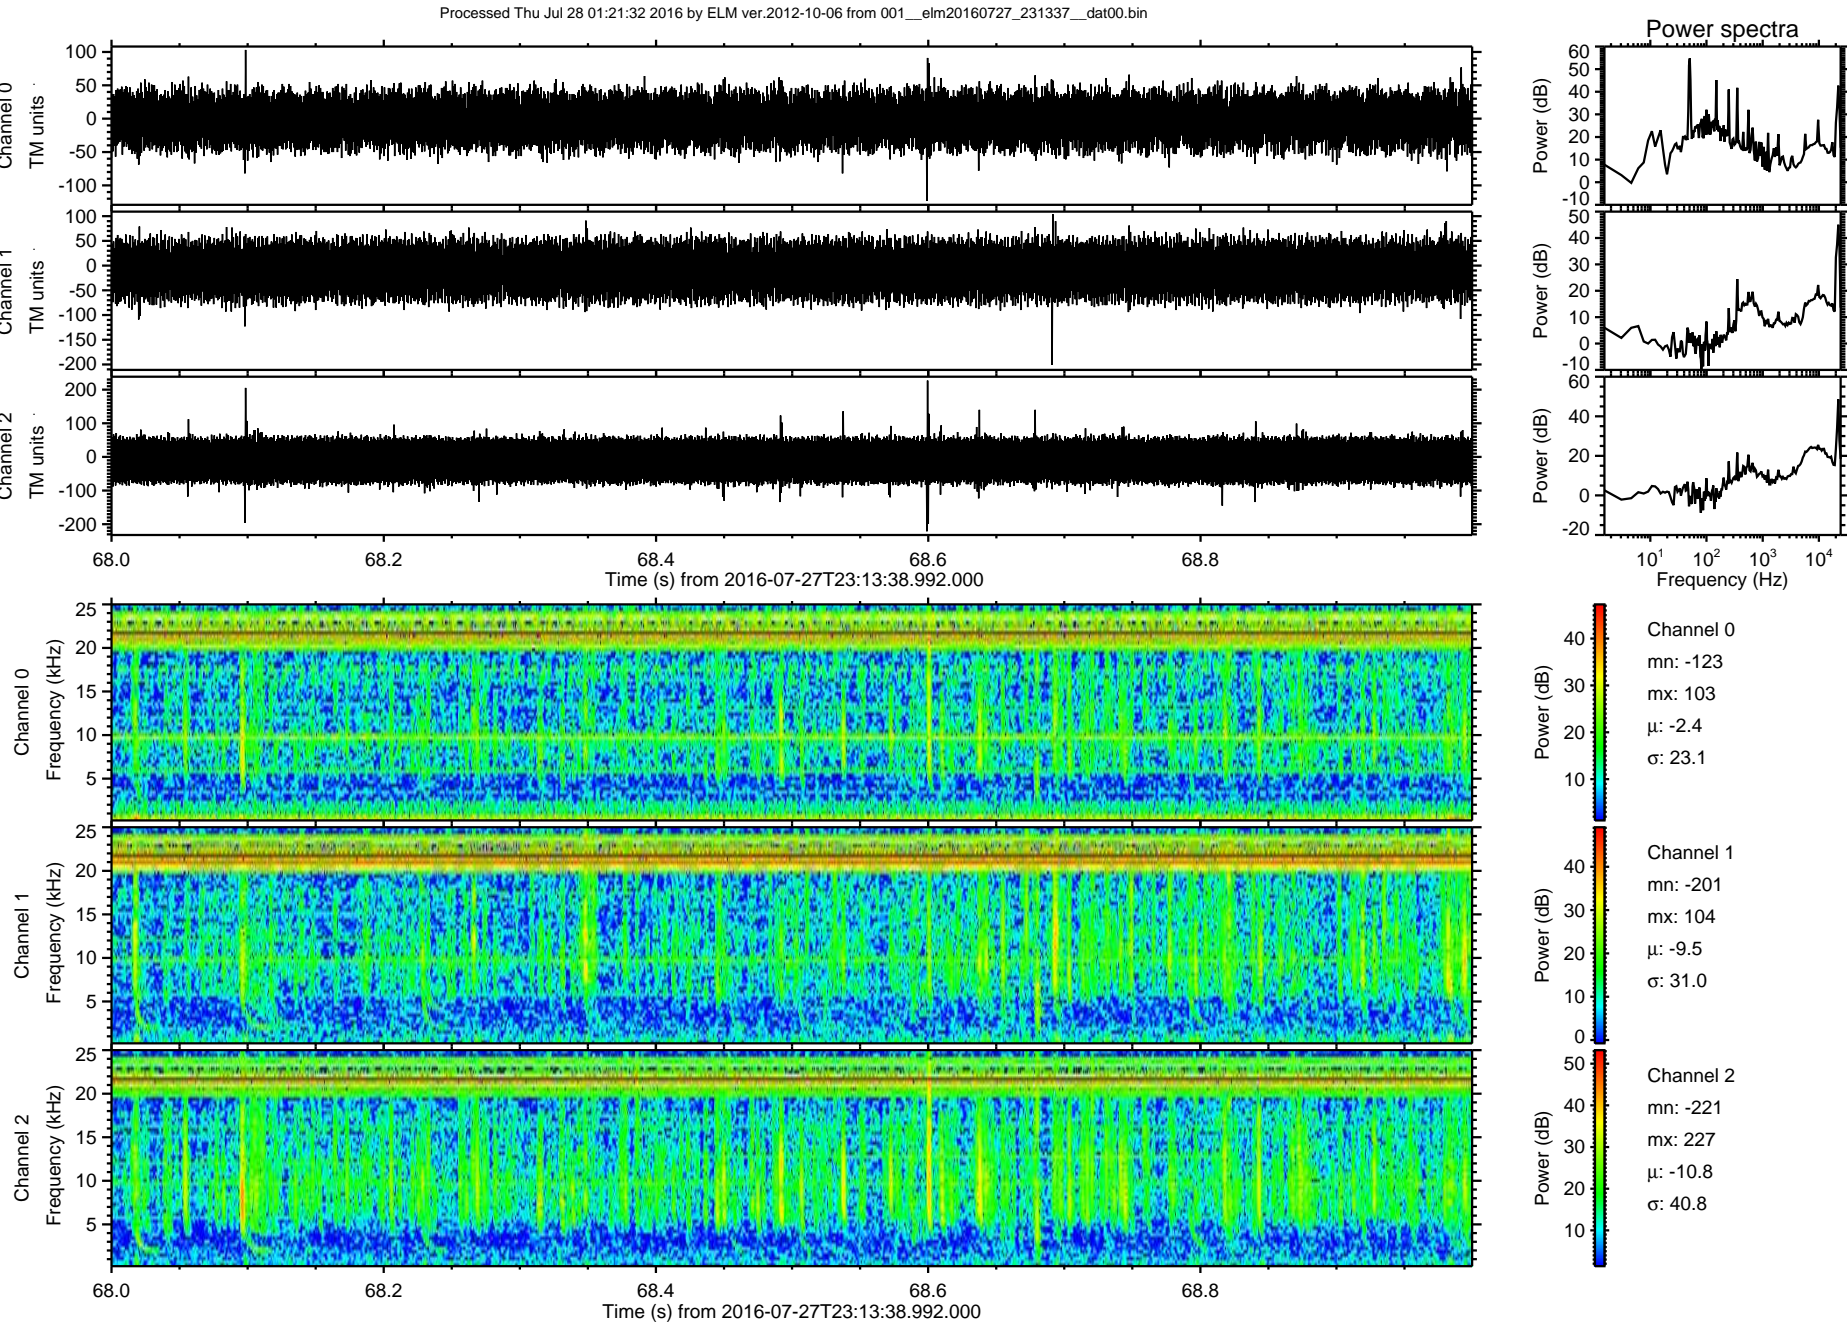 Processed Thu Jul 28 01:21:32 2016 by ELM ver.2012-10-06 from 001__elm20160727_231337__dat00.bin
Power spectra
Channel 0
TM units
100
50
0
-50
-100
Power (dB)
60
50
40
30
20
10
0
-10
Channel 1
TM units
100
50
0
-50
-100
-150
-200
Power (dB)
50
40
30
20
10
0
-10
Channel 2
TM units
200
100
0
-100
-200
Power (dB)
60
40
20
0
-20
68.0 68.2 68.4 68.6 68.8
Time (s) from 2016-07-27T23:13:38.992.000
10¹ 10² 10³ 10⁴
Frequency (Hz)
Channel 0
Frequency (kHz)
25
20
15
10
5
Power (dB)
40
30
20
10
Channel 0
mn: -123
mx: 103
μ: -2.4
σ: 23.1
Channel 1
Frequency (kHz)
25
20
15
10
5
Power (dB)
40
30
20
10
0
Channel 1
mn: -201
mx: 104
μ: -9.5
σ: 31.0
Channel 2
Frequency (kHz)
25
20
15
10
5
Power (dB)
50
40
30
20
10
Channel 2
mn: -221
mx: 227
μ: -10.8
σ: 40.8
68.0 68.2 68.4 68.6 68.8
Time (s) from 2016-07-27T23:13:38.992.000